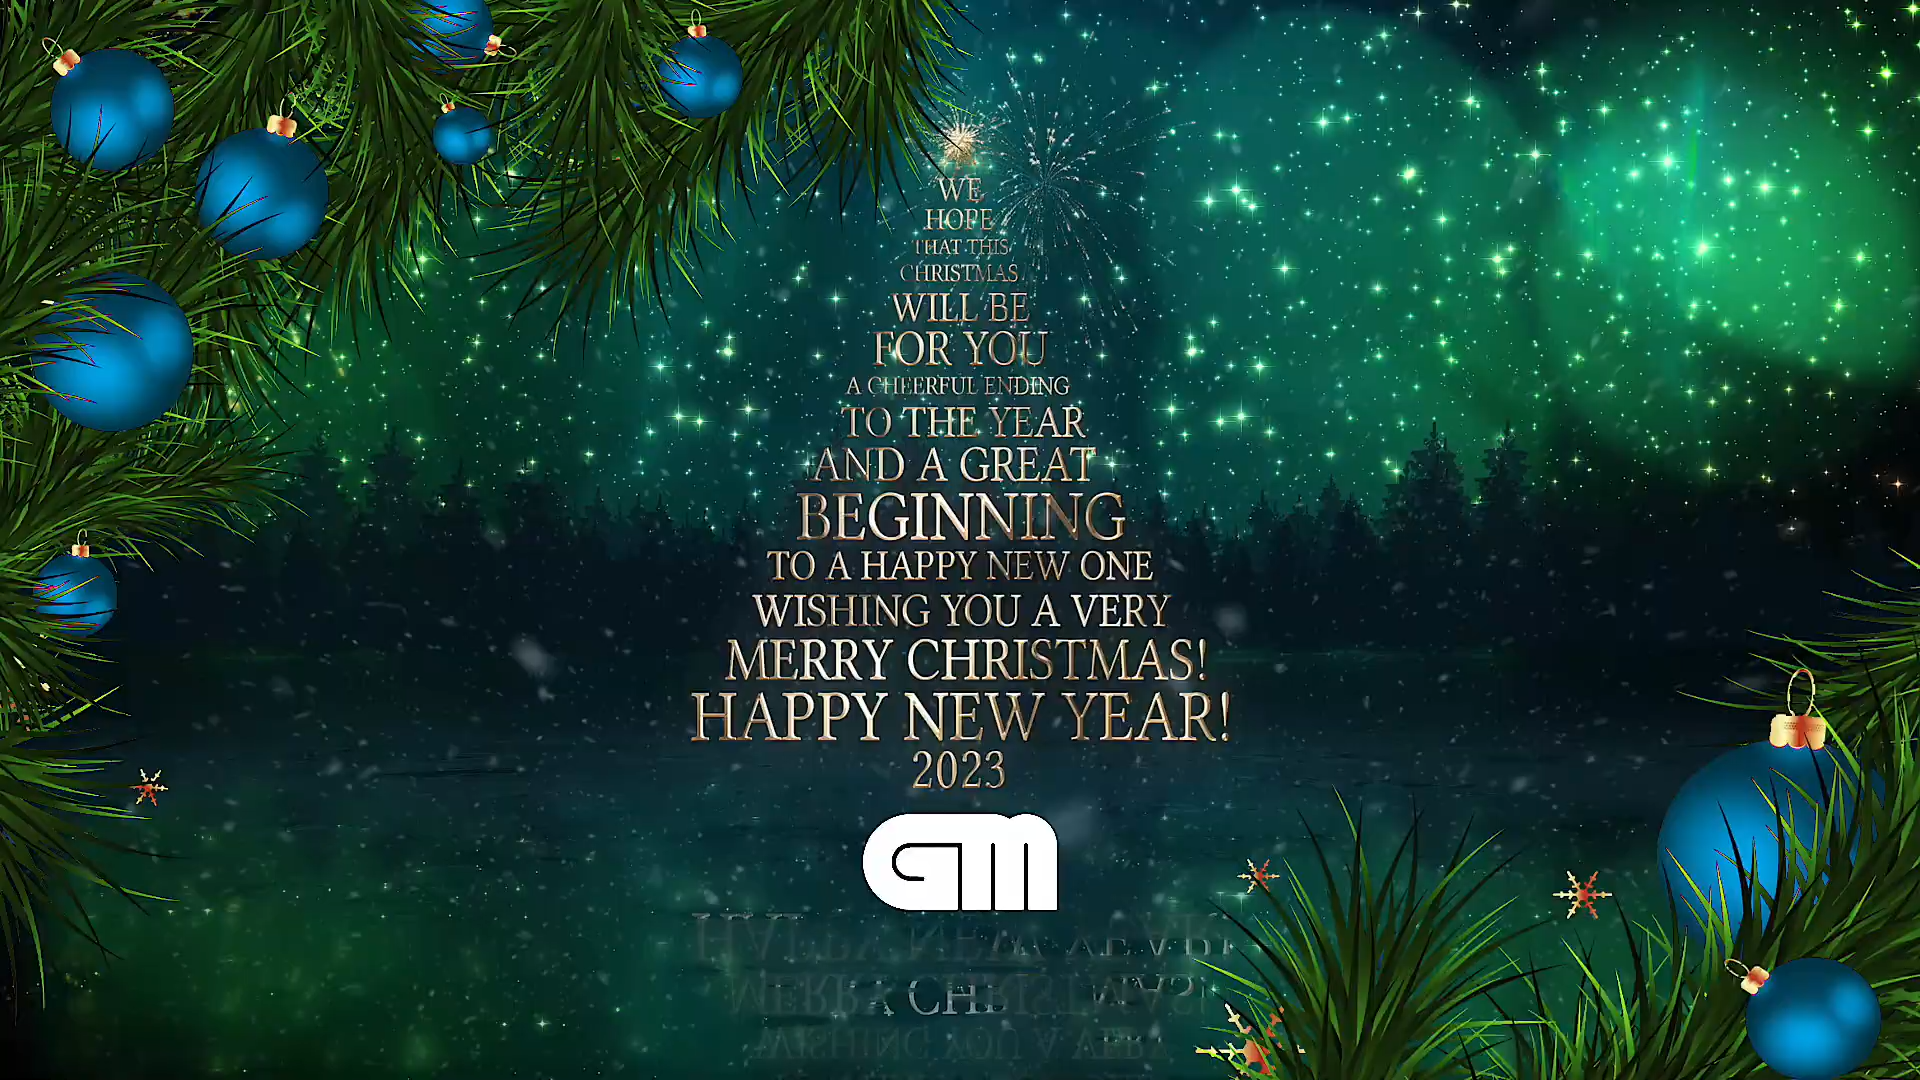 WE
HOPE
THAT THIS
CHRISTMAS
WILL BE
FOR YOU
A CHEERFUL ENDING
TO THE YEAR
AND A GREAT
BEGINNING
TO A HAPPY NEW ONE
WISHING YOU A VERY
MERRY CHRISTMAS!
HAPPY NEW YEAR!
2023
GM